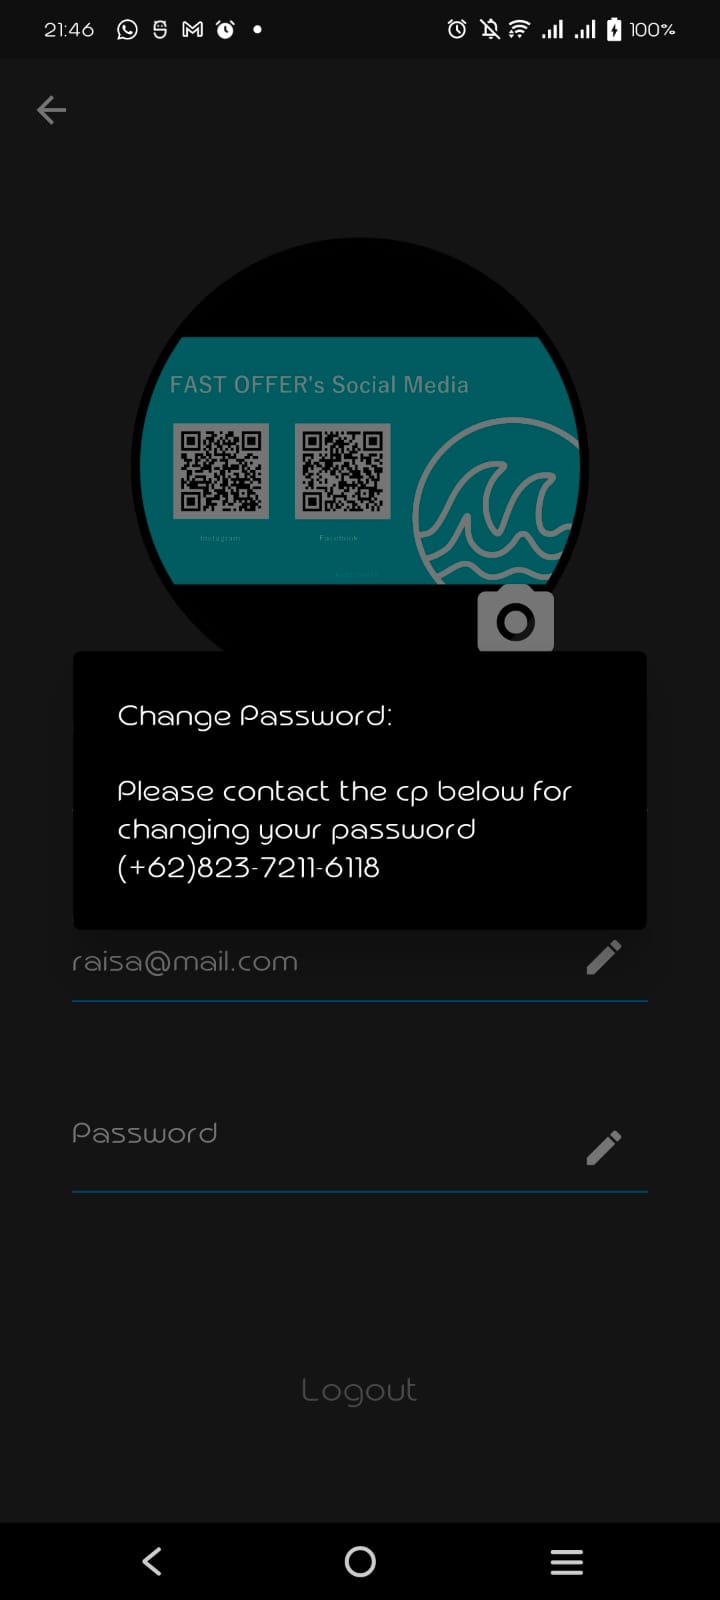 21:46
100%
FAST OFFER's Social Media
Instagram
Facebook
Change Password:
Please contact the cp below for
changing your password
(+62)823-7211-6118
raisa@mail.com
Password
Logout